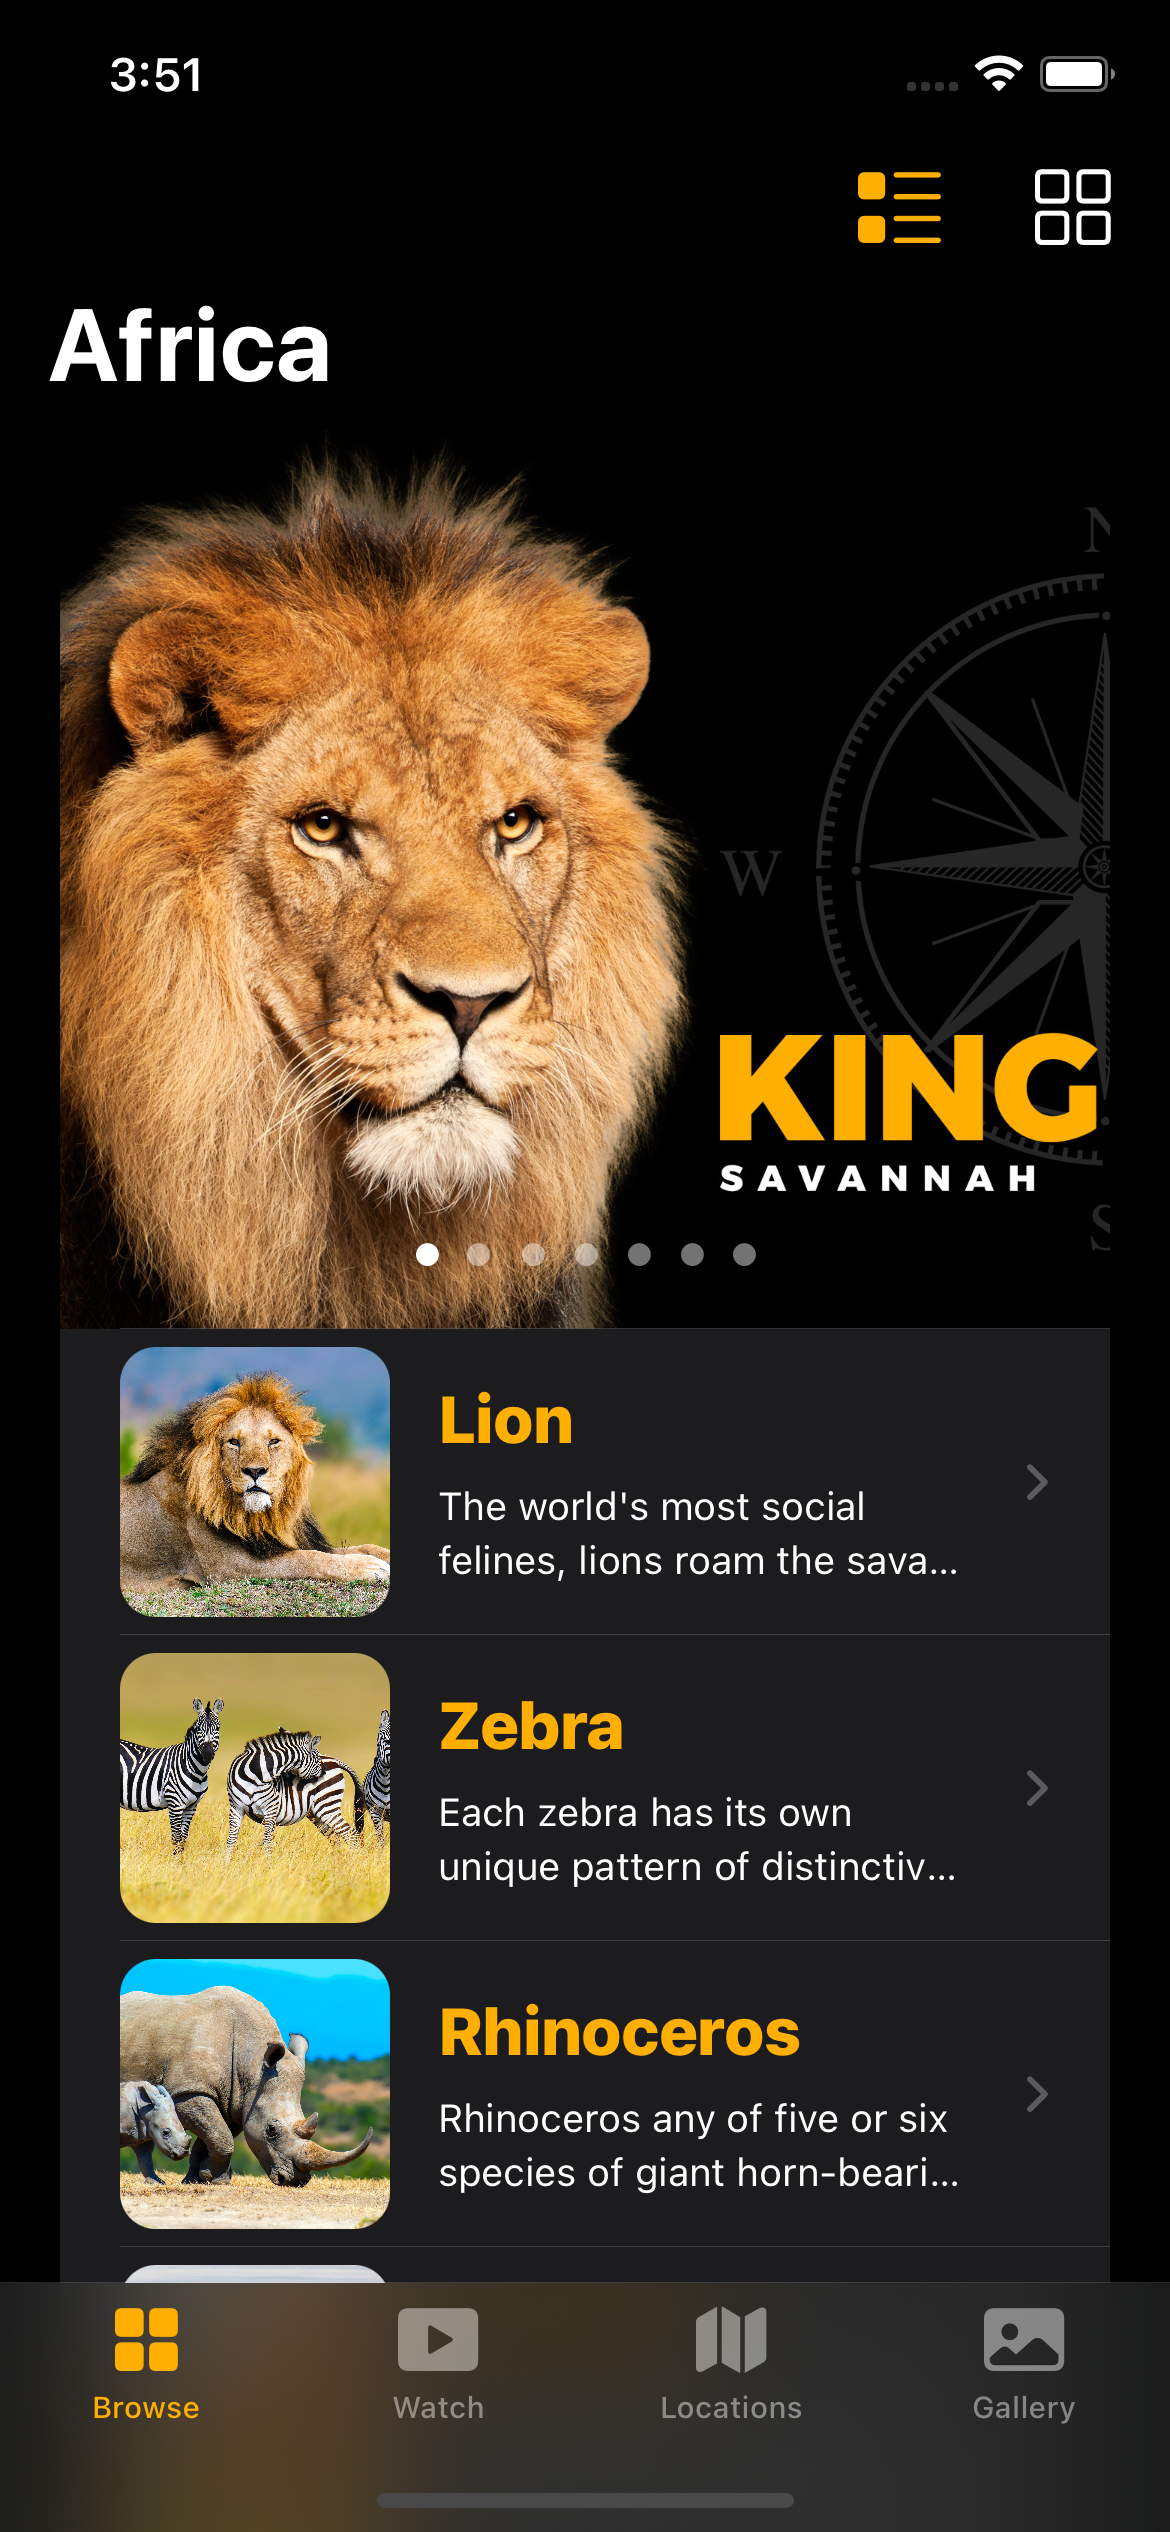 3:51
Africa
N
W
KING
SAVANNAH
S
Lion
The world's most social
felines, lions roam the sava...
Zebra
Each zebra has its own
unique pattern of distinctiv...
Rhinoceros
Rhinoceros any of five or six
species of giant horn-beari...
Browse
Watch
Locations
Gallery